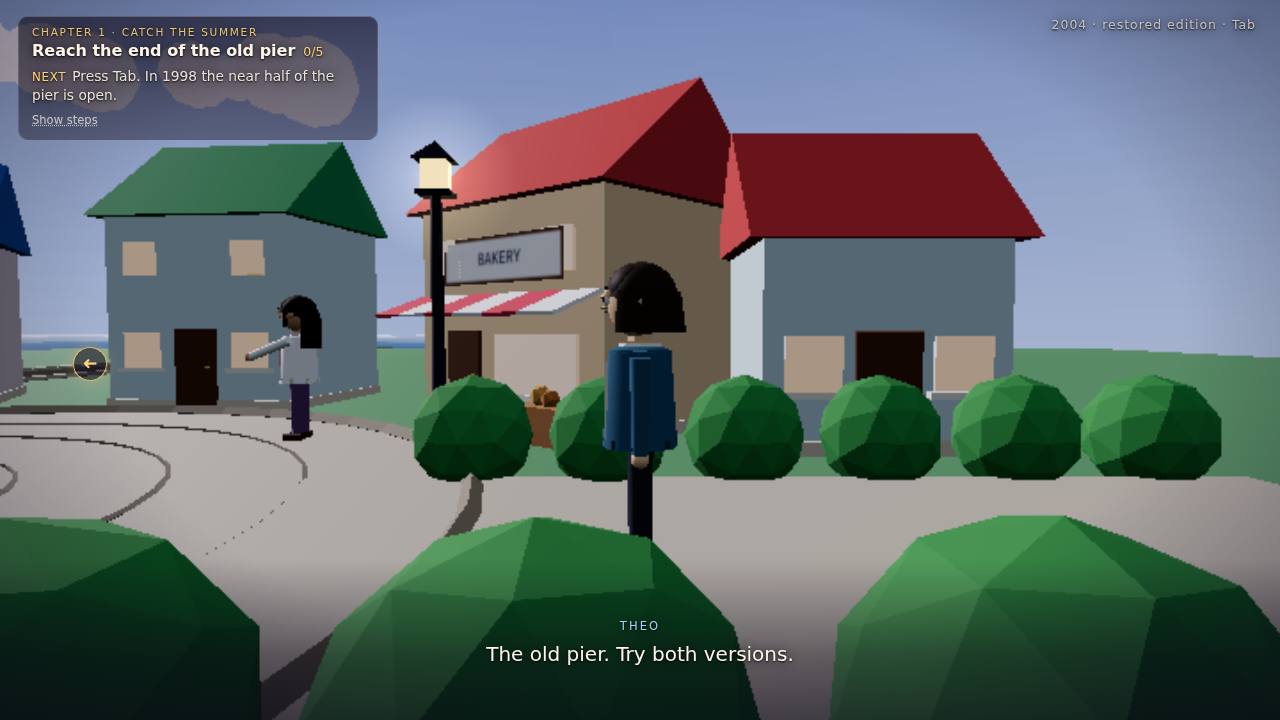 CHAPTER 1 · CATCH THE SUMMER
Reach the end of the old pier 0/5
NEXT Press Tab. In 1998 the near half of the
pier is open.
Show steps
2004 · restored edition · Tab
BAKERY
THEO
The old pier. Try both versions.